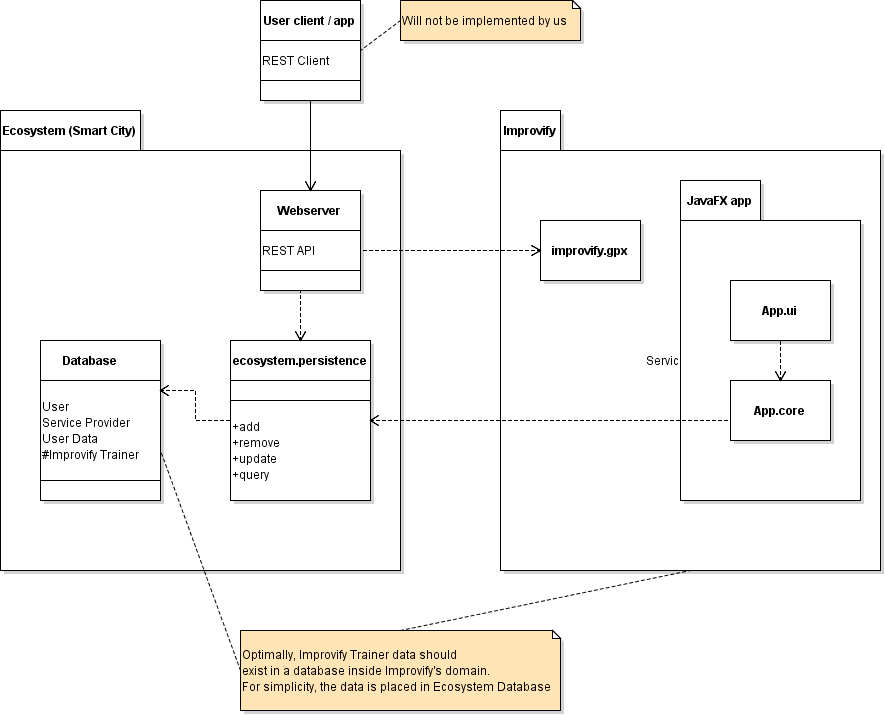 User client / app
REST Client
Will not be implemented by us
Ecosystem (Smart City)
Improvify
Webserver
REST API
JavaFX app
improvify.gpx
App.ui
Servic
App.core
Database
User
Service Provider
User Data
#Improvify Trainer
ecosystem.persistence
+add
+remove
+update
+query
Optimally, Improvify Trainer data should
exist in a database inside Improvify's domain.
For simplicity, the data is placed in Ecosystem Database